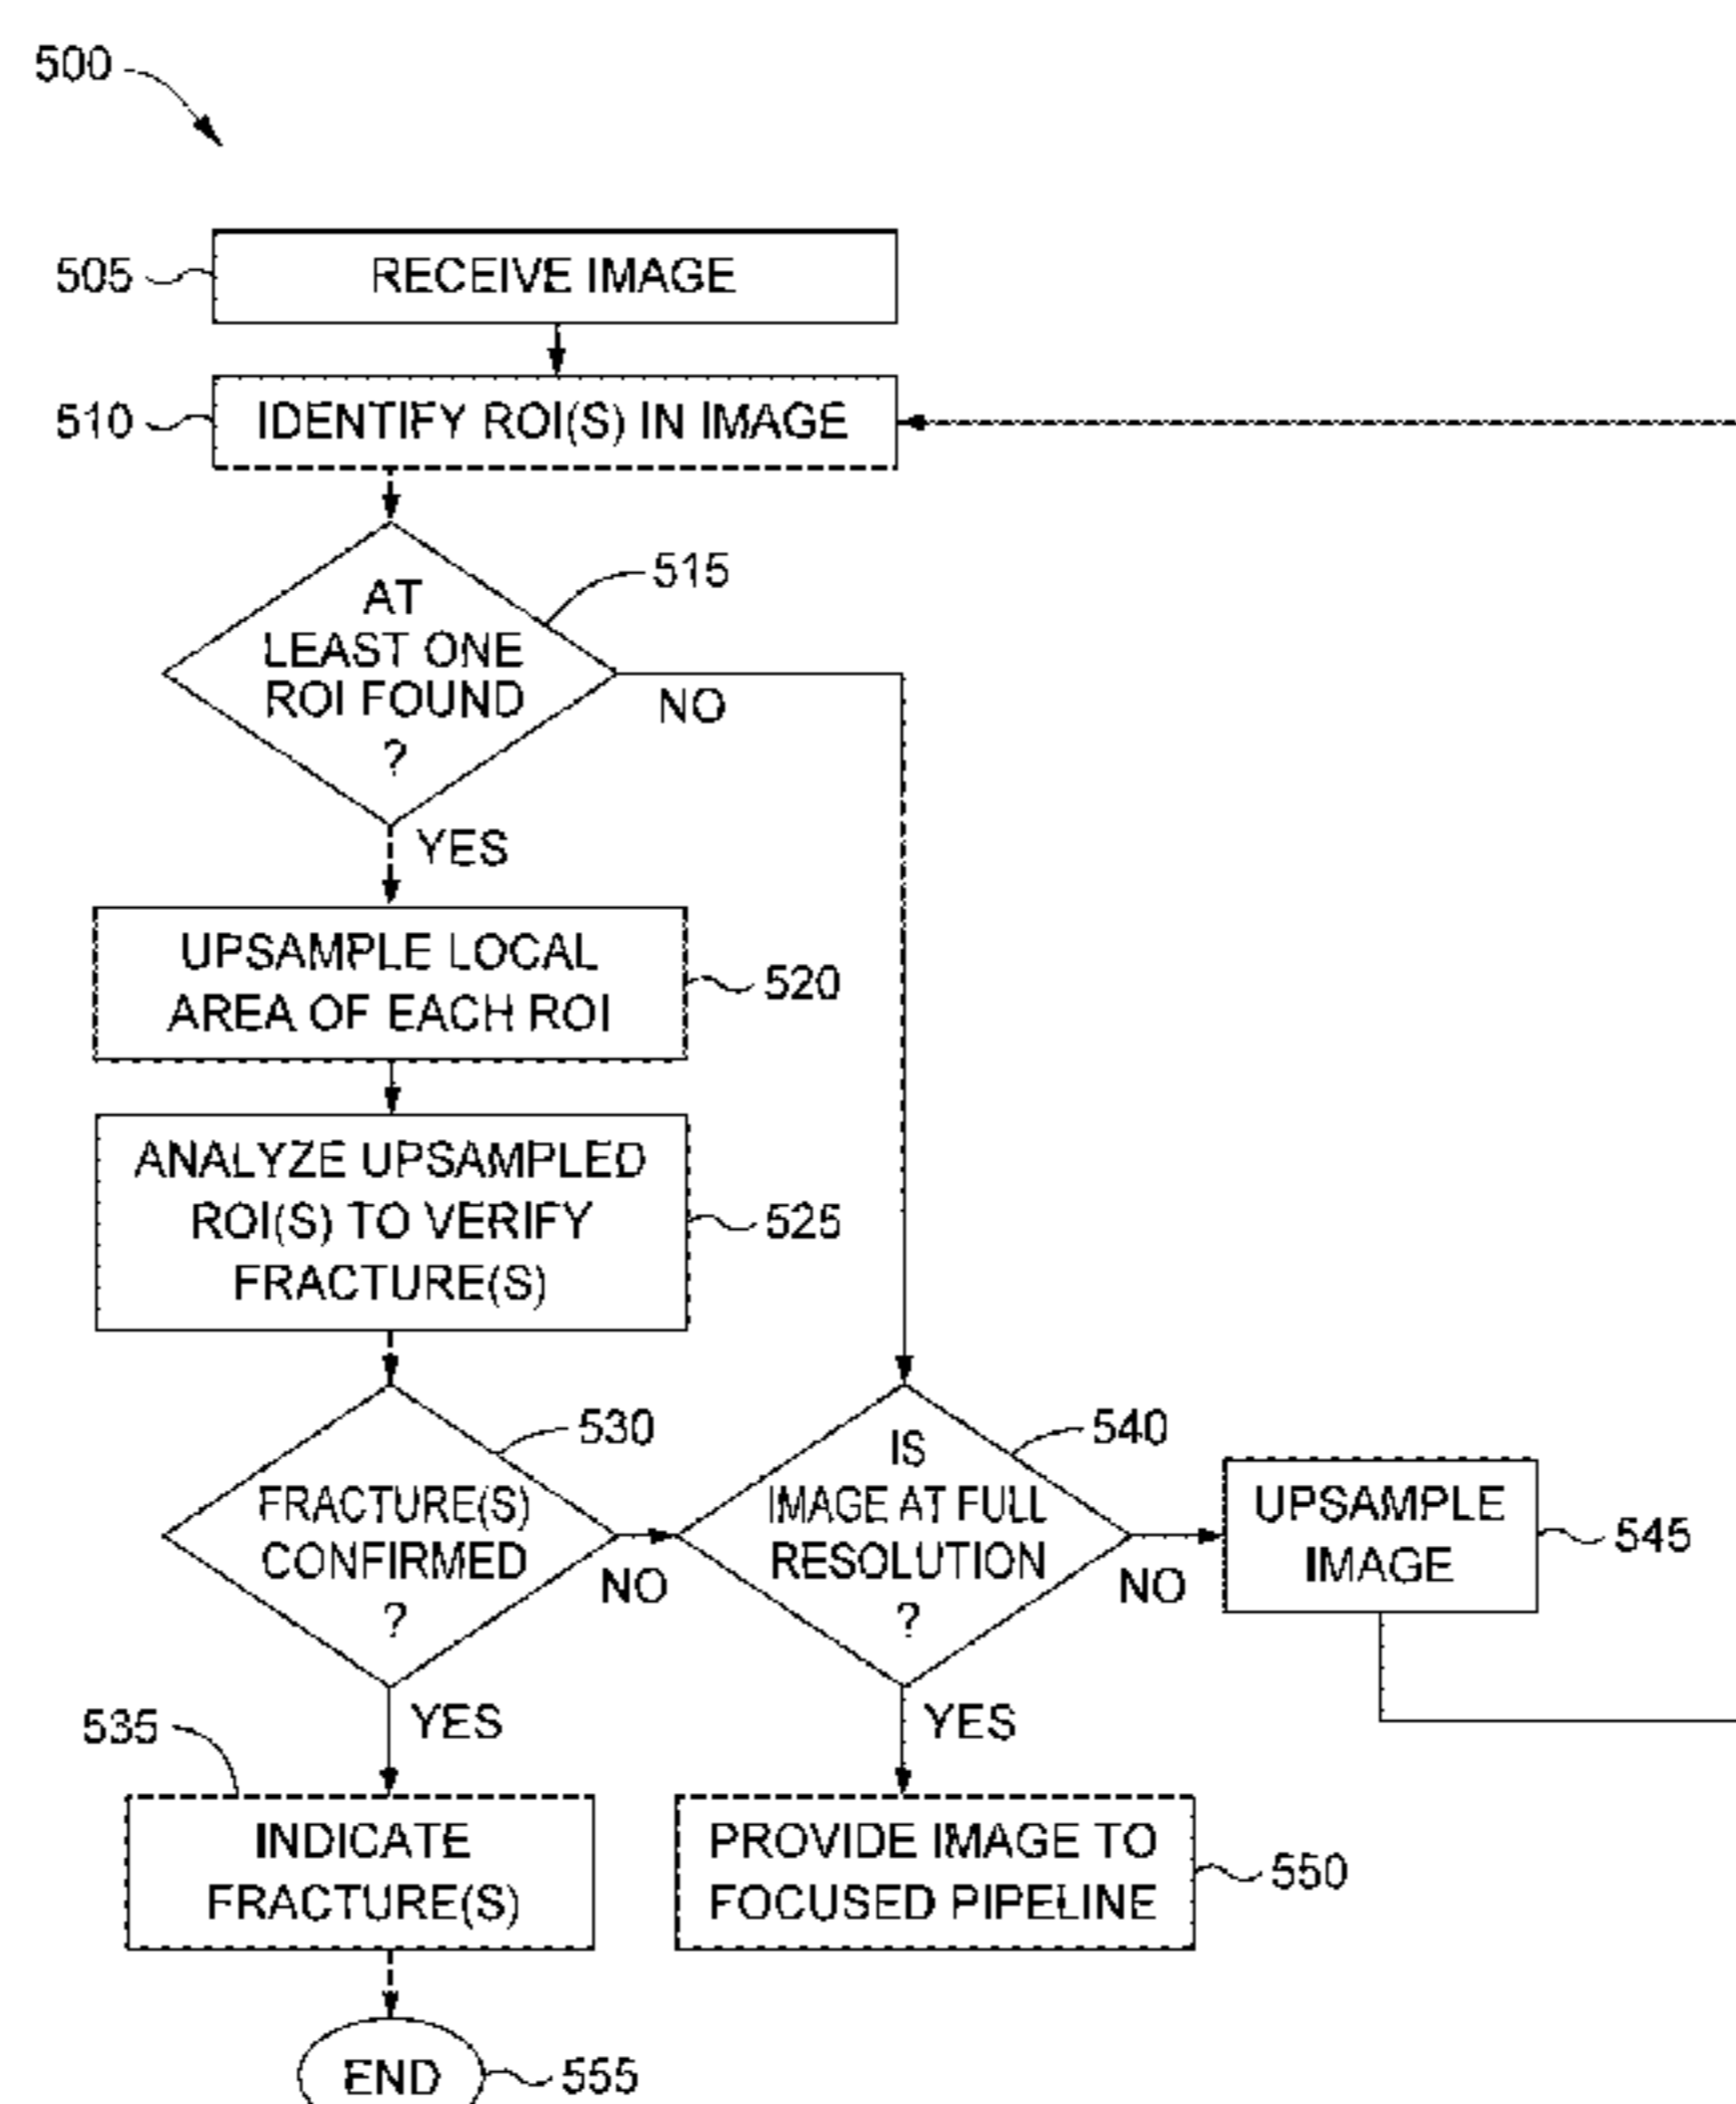 500
505
RECEIVE IMAGE
510
IDENTIFY ROI(S) IN IMAGE
515
AT
LEAST ONE
ROI FOUND
?
NO
YES
UPSAMPLE LOCAL
AREA OF EACH ROI
520
ANALYZE UPSAMPLED
ROI(S) TO VERIFY
FRACTURE(S)
525
530
FRACTURE(S)
CONFIRMED
?
NO
YES
540
IS
IMAGE AT FULL
RESOLUTION
?
NO
YES
UPSAMPLE
IMAGE
545
535
INDICATE
FRACTURE(S)
PROVIDE IMAGE TO
FOCUSED PIPELINE
550
END
555